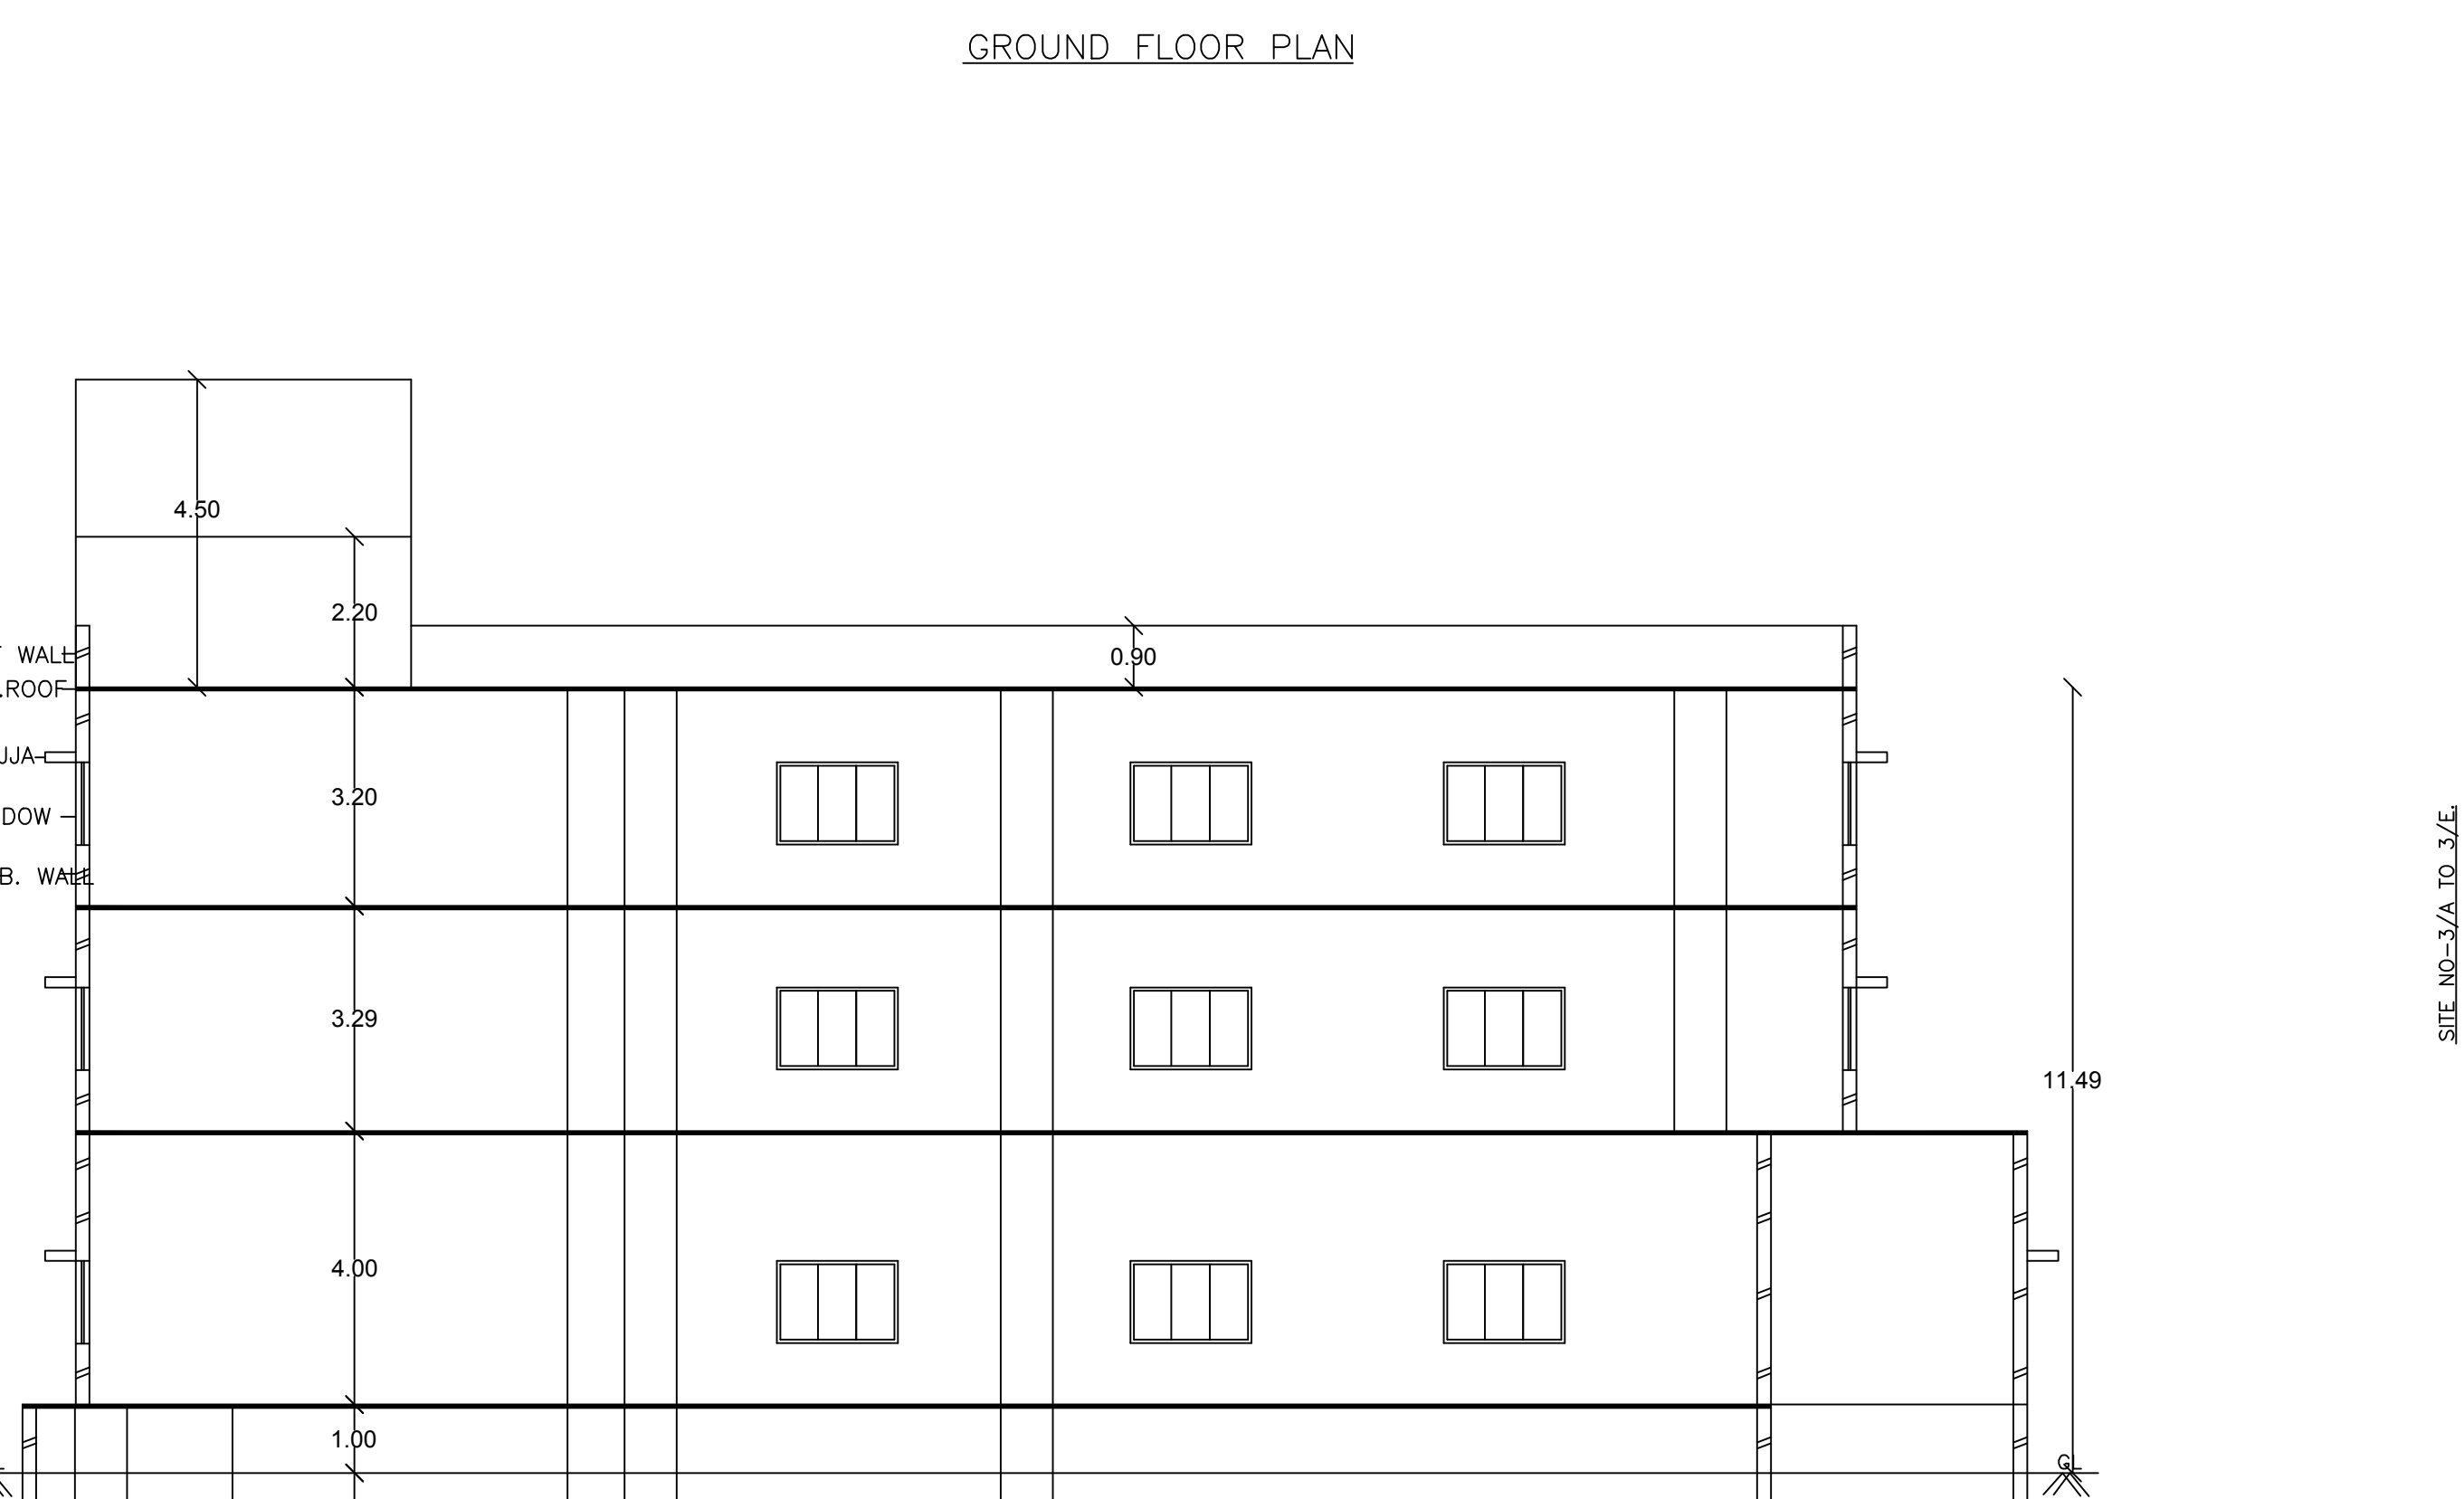 GROUND FLOOR PLAN
4.50
2.20
WALL
0.90
.ROOF
JJA
3.20
DOW
B. WALL
SITE NO-3/A TO 3/E.
3.29
11.49
4.00
1.00
GL